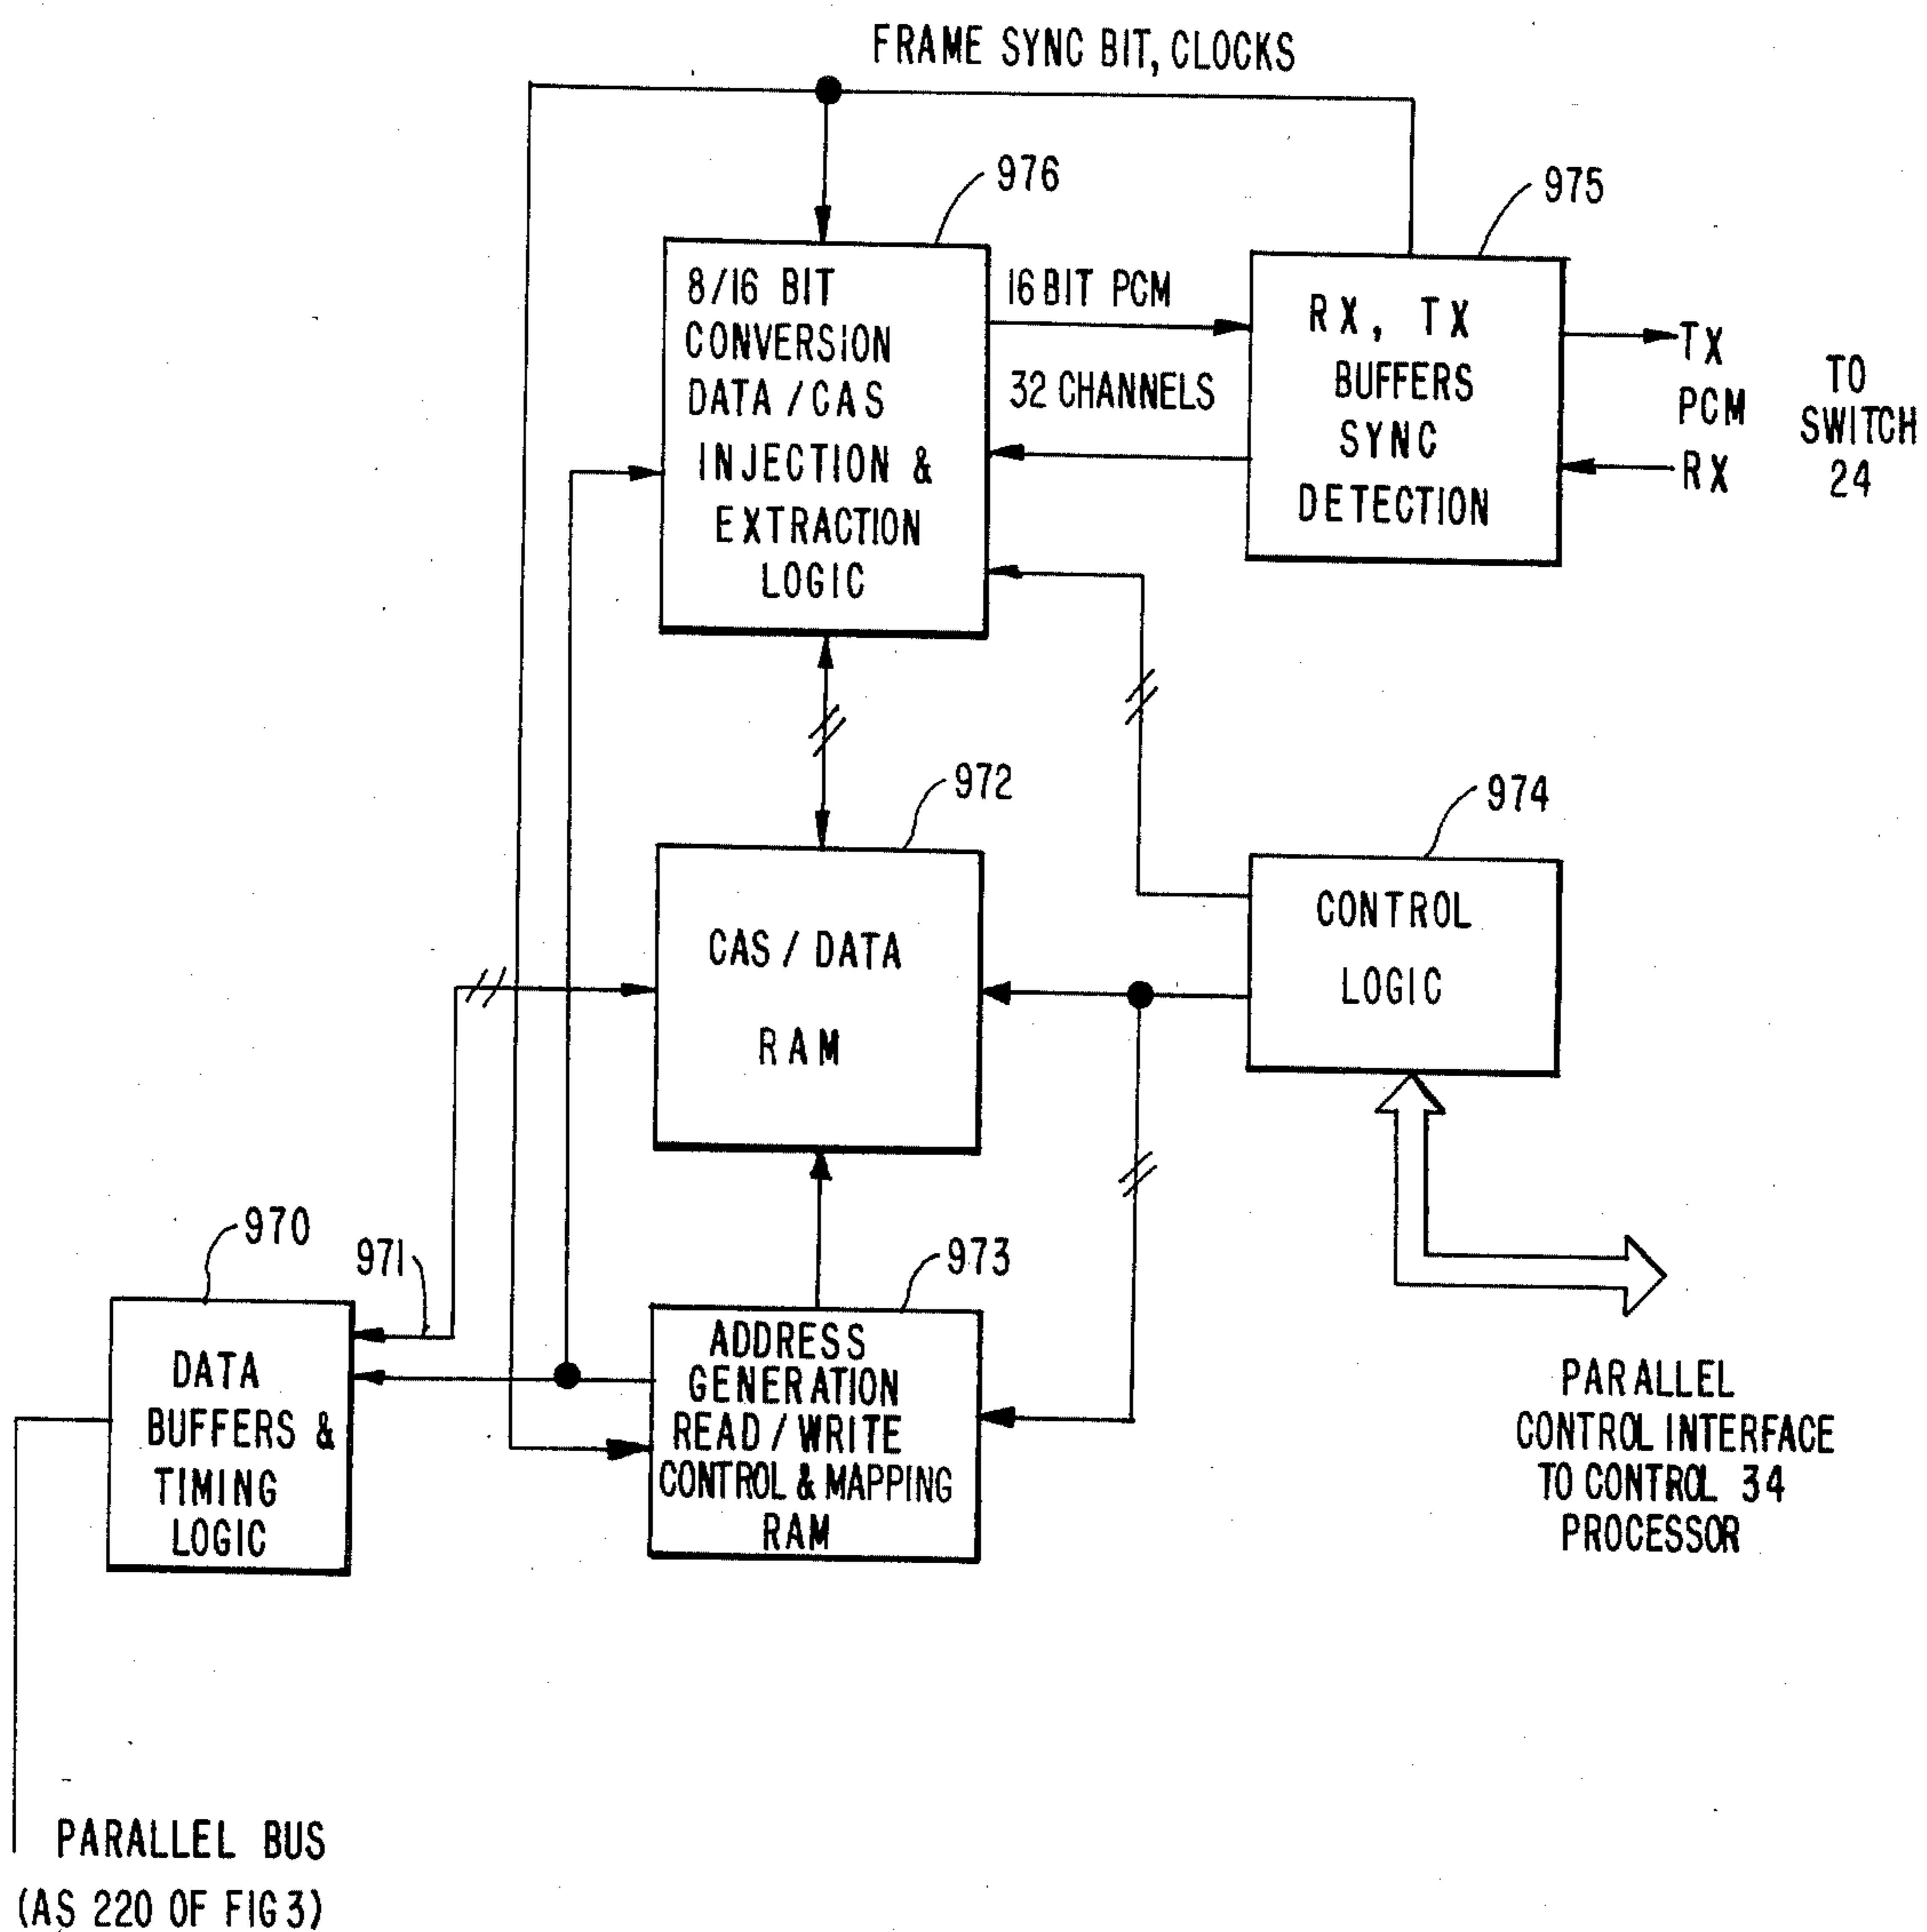 FRAME SYNC BIT, CLOCKS
976
975
8/16 BIT
CONVERSION
DATA / CAS
INJECTION &
EXTRACTION
LOGIC
16 BIT PCM
32 CHANNELS
RX, TX
BUFFERS
SYNC
DETECTION
TX
PCM
RX
TO
SWITCH
24
972
974
CAS / DATA
RAM
CONTROL
LOGIC
970
971
973
DATA
BUFFERS &
TIMING
LOGIC
ADDRESS
GENERATION
READ / WRITE
CONTROL & MAPPING
RAM
PARALLEL
CONTROL INTERFACE
TO CONTROL 34
PROCESSOR
PARALLEL BUS
(AS 220 OF FIG 3)